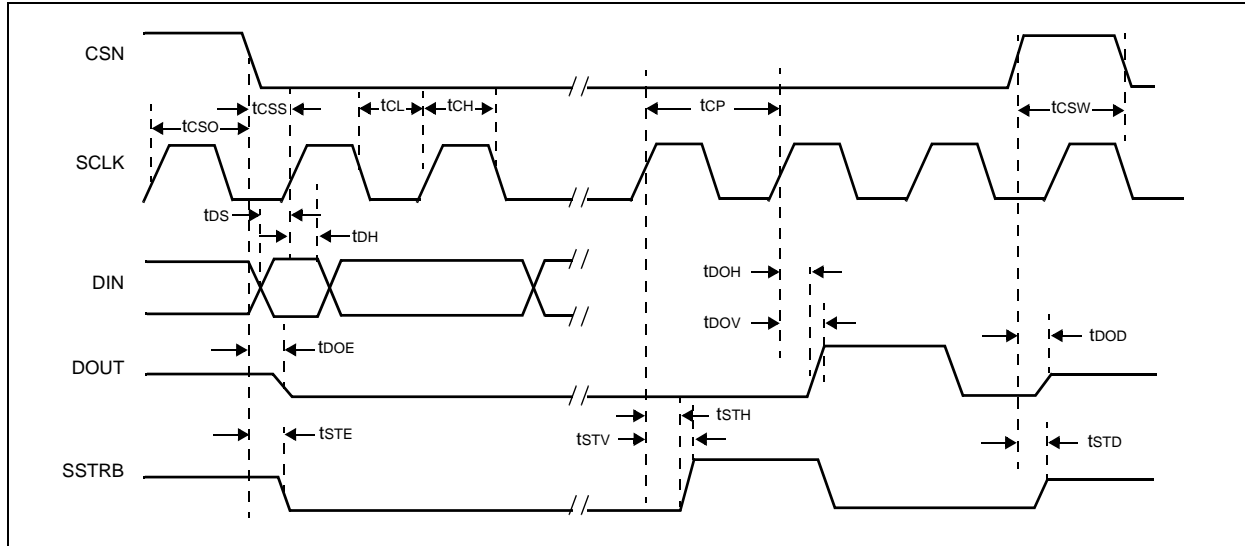 CSN
tCSS
tCL
tCH
tCP
tCSW
tCSO
SCLK
tDS
tDH
DIN
tDOH
tDOV
tDOE
tDOD
DOUT
tSTH
tSTE
tSTV
tSTD
SSTRB